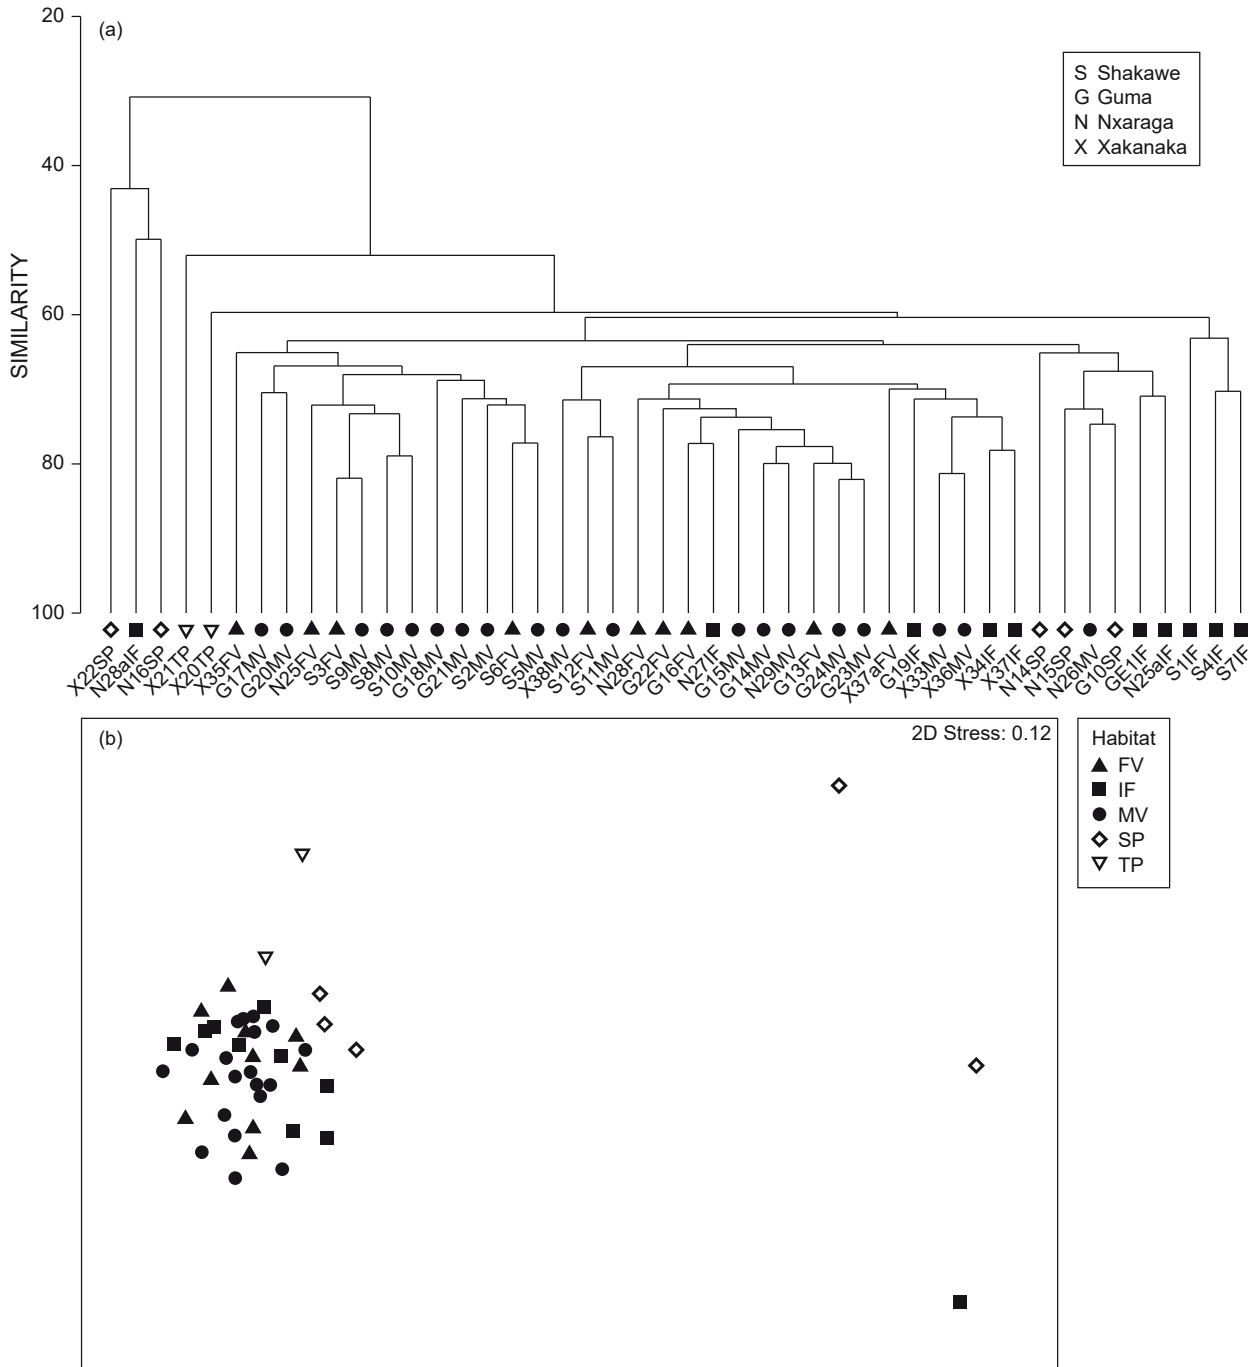 20
(a)
S Shakawe
G Guma
N Nxaraga
X Xakanaka
40
SIMILARITY
60
80
100
X22SP
N28aIF
N16SP
X21TP
X20TP
X35FV
G17MV
G20MV
N25FV
S3FV
S9MV
S8MV
S10MV
G18MV
G21MV
S2MV
S6FV
S5MV
X38MV
S12FV
S11MV
N28FV
G22FV
G16FV
N27IF
G15MV
G14MV
N29MV
G13FV
G24MV
G23MV
X37aFV
G19IF
X33MV
X36MV
X34IF
X37IF
N14SP
N15SP
N26MV
G10SP
GE1IF
N25aIF
S1IF
S4IF
S7IF
(b)
2D Stress: 0.12
Habitat
FV
IF
MV
SP
TP